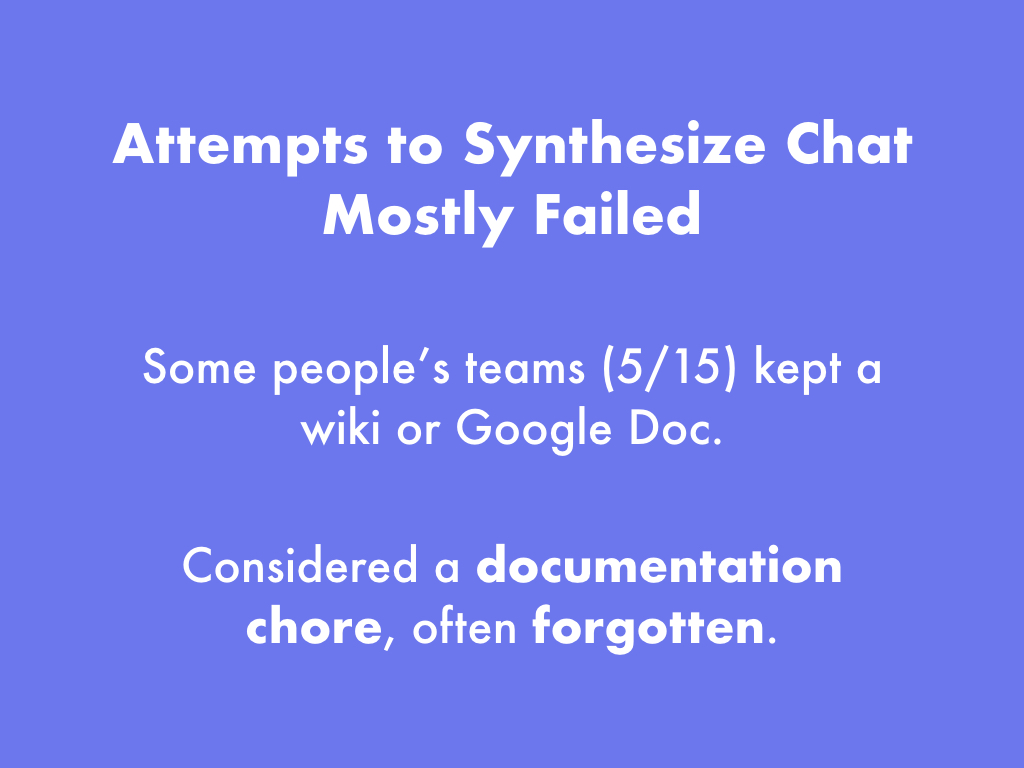 Attempts to Synthesize Chat
Mostly Failed
Some people’s teams (5/15) kept a
wiki or Google Doc.
Considered a documentation
chore, often forgotten.